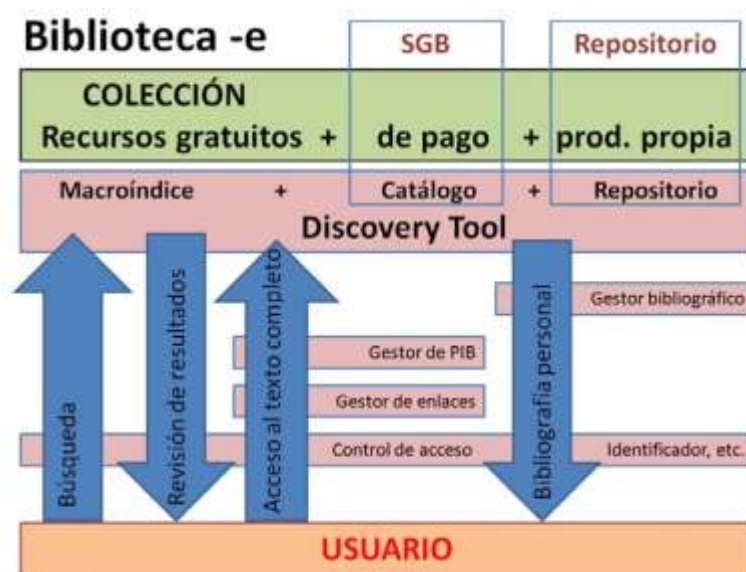 Biblioteca -e
SGB
Repositorio
COLECCIÓN
Recursos gratuitos + de pago + prod. propia
Macroíndice + Catálogo + Repositorio
Discovery Tool
Búsqueda
Revisión de resultados
Acceso al texto completo
Bibliografía personal
Gestor bibliográfico
Gestor de PIB
Gestor de enlaces
Control de acceso
Identificador, etc.
USUARIO